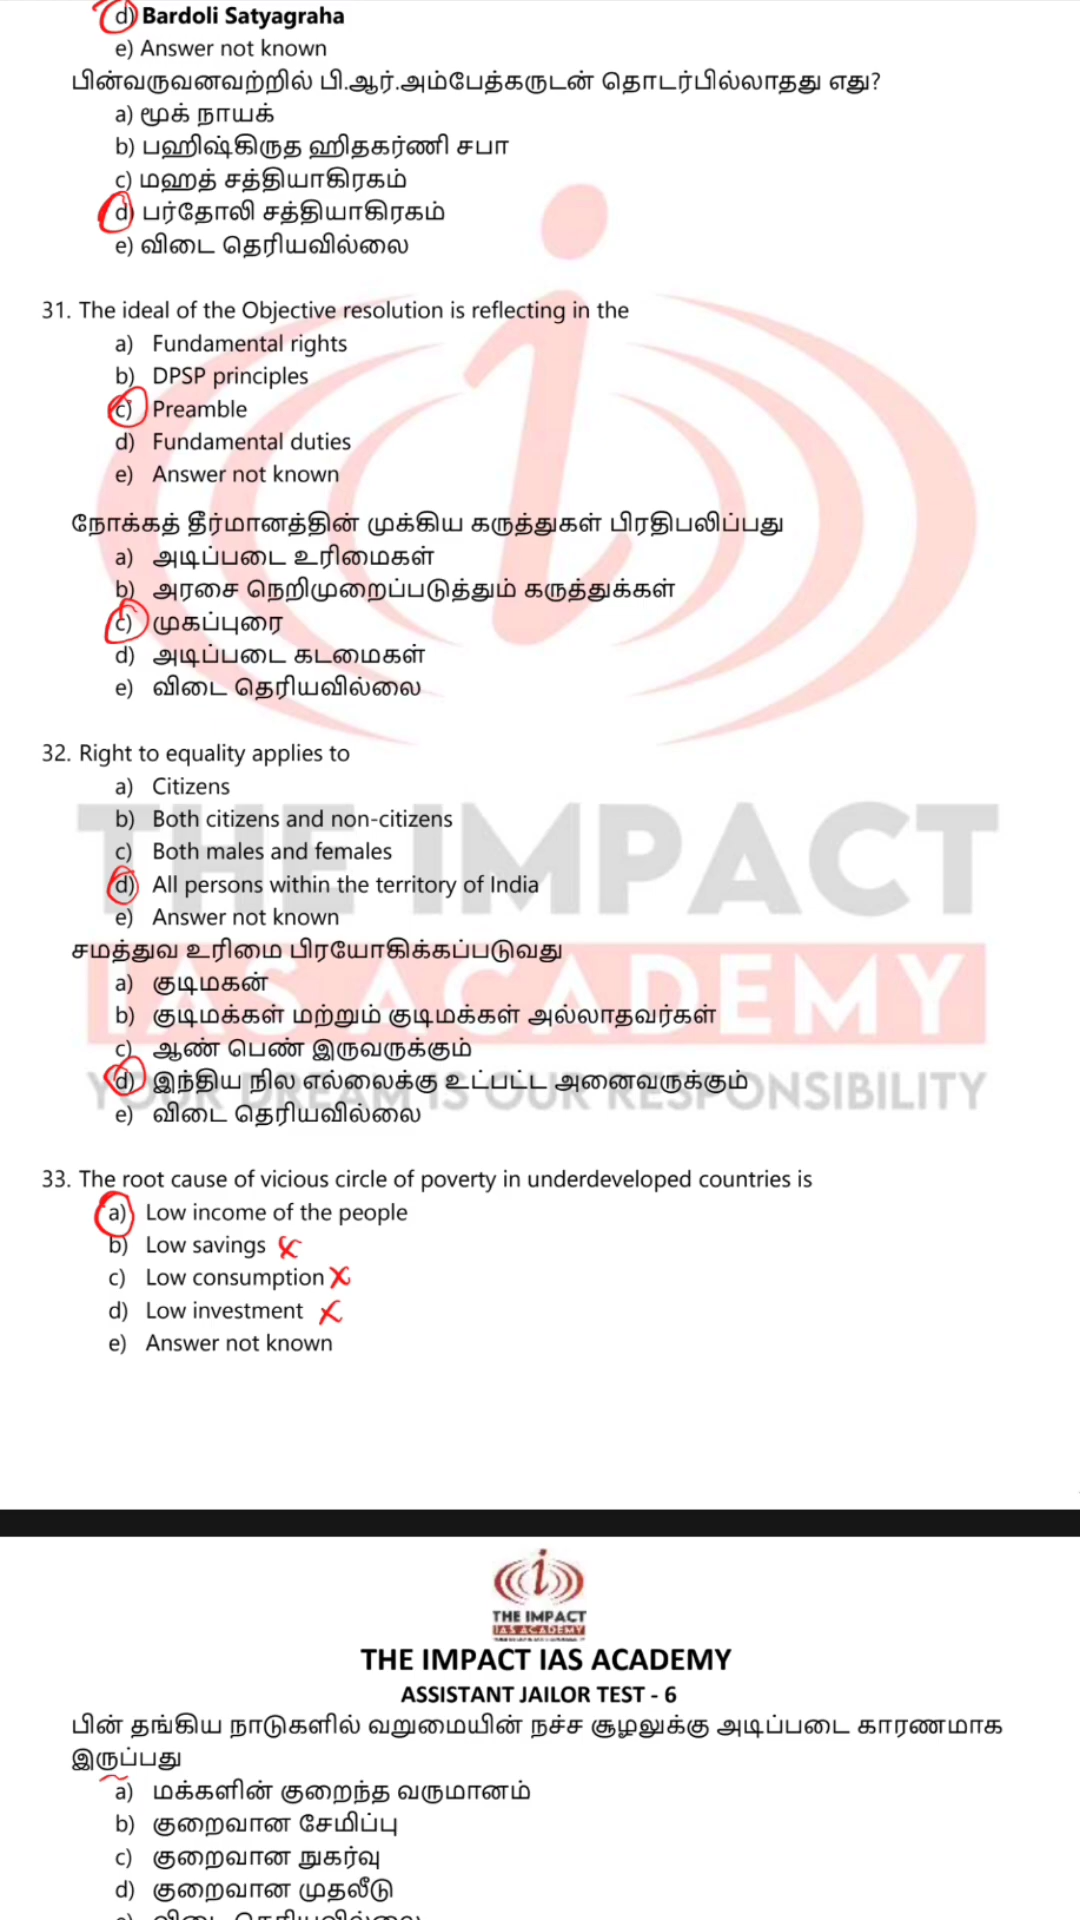 d) Bardoli Satyagraha
e) Answer not known
பின்வருவனவற்றில் பி.ஆர்.அம்பேத்கருடன் தொடர்பில்லாதது எது?
a) மூக் நாயக்
b) பஹிஷ்கிருத ஹிதகர்ணி சபா
c) மஹத் சத்தியாகிரகம்
d) பர்தோலி சத்தியாகிரகம்
e) விடை தெரியவில்லை
31. The ideal of the Objective resolution is reflecting in the
a) Fundamental rights
b) DPSP principles
c) Preamble
d) Fundamental duties
e) Answer not known
நோக்கத் தீர்மானத்தின் முக்கிய கருத்துகள் பிரதிபலிப்பது
a) அடிப்படை உரிமைகள்
b) அரசை நெறிமுறைப்படுத்தும் கருத்துக்கள்
c) முகப்புரை
d) அடிப்படை கடமைகள்
e) விடை தெரியவில்லை
32. Right to equality applies to
a) Citizens
b) Both citizens and non-citizens
c) Both males and females
d) All persons within the territory of India
e) Answer not known
சமத்துவ உரிமை பிரயோகிக்கப்படுவது
a) குடிமகன்
b) குடிமக்கள் மற்றும் குடிமக்கள் அல்லாதவர்கள்
c) ஆண் பெண் இருவருக்கும்
d) இந்திய நில எல்லைக்கு உட்பட்ட அனைவருக்கும்
e) விடை தெரியவில்லை
THE IMPACT
IAS ACADEMY
YOUR DREAM IS OUR RESPONSIBILITY
33. The root cause of vicious circle of poverty in underdeveloped countries is
a) Low income of the people
b) Low savings
c) Low consumption
d) Low investment
e) Answer not known
THE IMPACT
IAS ACADEMY
THE IMPACT IAS ACADEMY
ASSISTANT JAILOR TEST - 6
பின் தங்கிய நாடுகளில் வறுமையின் நச்ச சூழலுக்கு அடிப்படை காரணமாக
இருப்பது
a) மக்களின் குறைந்த வருமானம்
b) குறைவான சேமிப்பு
c) குறைவான நுகர்வு
d) குறைவான முதலீடு